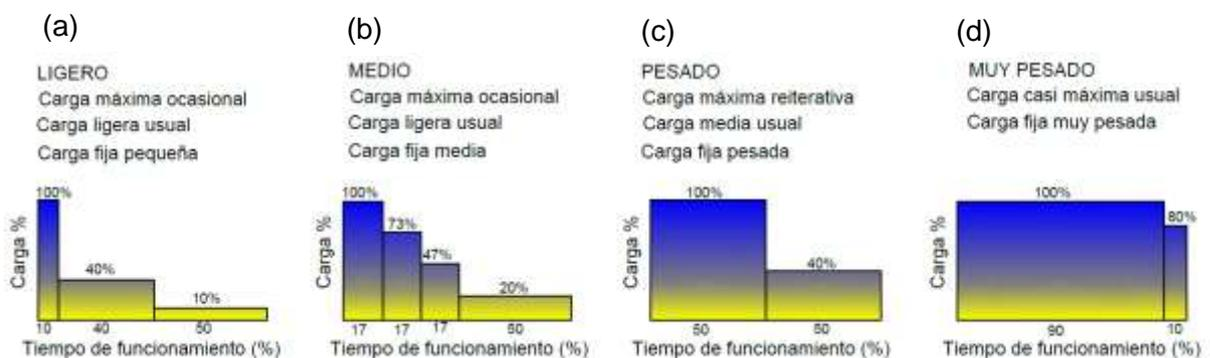 (a)
LIGERO
Carga máxima ocasional
Carga ligera usual
Carga fija pequeña
100%
40%
10%
Carga %
10 40 50
Tiempo de funcionamiento (%)
(b)
MEDIO
Carga máxima ocasional
Carga ligera usual
Carga fija media
100%
73%
47%
20%
Carga %
17 17 17 50
Tiempo de funcionamiento (%)
(c)
PESADO
Carga máxima reiterativa
Carga media usual
Carga fija pesada
100%
40%
Carga %
50 50
Tiempo de funcionamiento (%)
(d)
MUY PESADO
Carga casi máxima usual
Carga fija muy pesada
100%
80%
Carga %
90 10
Tiempo de funcionamiento (%)